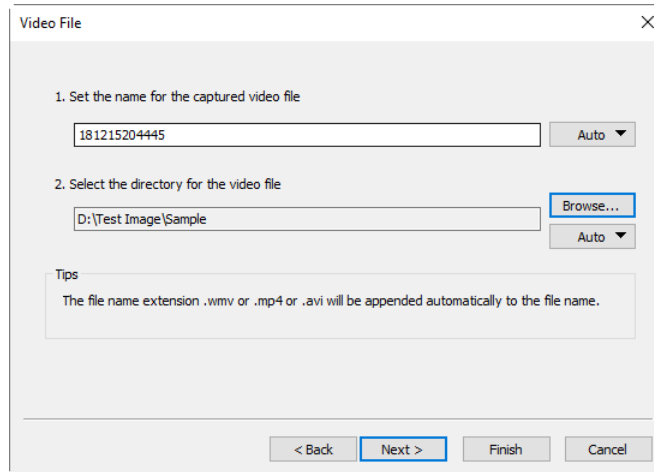 Video File
1. Set the name for the captured video file
181215204445
Auto
2. Select the directory for the video file
D:\Test Image\Sample
Browse...
Auto
Tips
The file name extension .wmv or .mp4 or .avi will be appended automatically to the file name.
< Back
Next >
Finish
Cancel